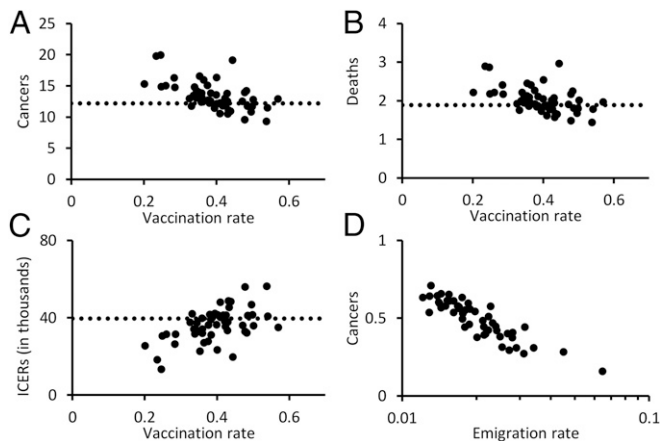 A
25
20
15
10
5
0
Cancers
0 0.2 0.4 0.6
Vaccination rate
B
4
3
2
1
0
Deaths
0 0.2 0.4 0.6
Vaccination rate
C
80
40
0
ICERs (in thousands)
0 0.2 0.4 0.6
Vaccination rate
D
1
0.5
0
Cancers
0.01 0.1
Emigration rate